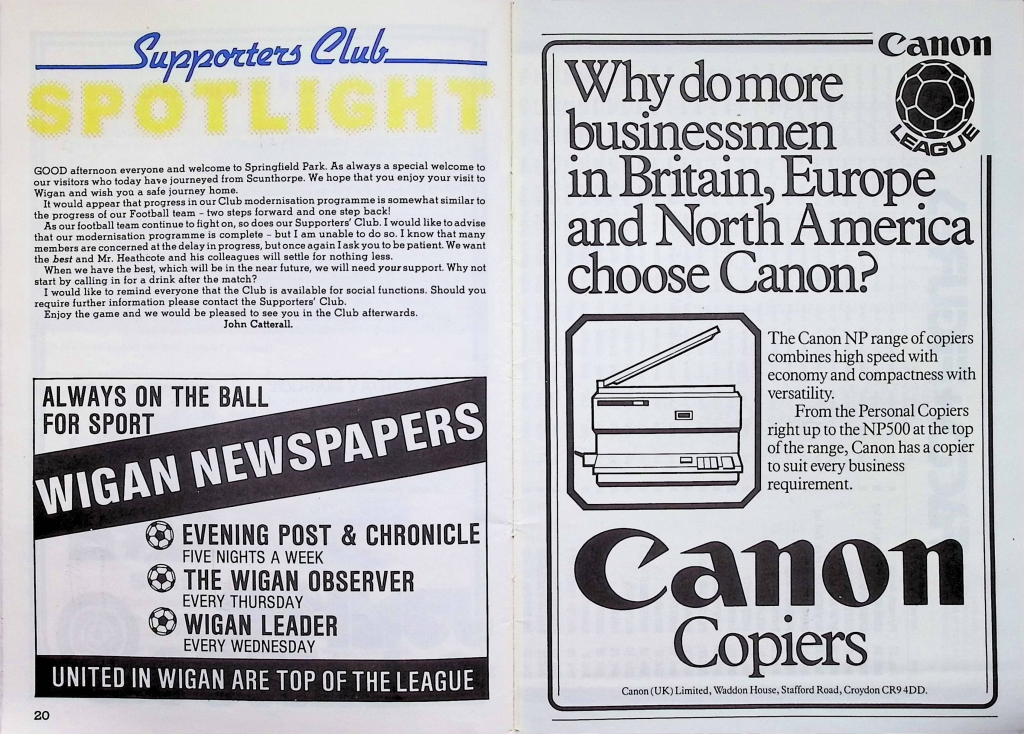 Supporters Club
SPOTLIGHT
GOOD afternoon everyone and welcome to Springfield Park. As always a special welcome to
our visitors who today have journeyed from Scunthorpe. We hope that you enjoy your visit to
Wigan and wish you a safe journey home.
It would appear that progress in our Club modernisation programme is somewhat similar to
the progress of our Football team – two steps forward and one step back!
As our football team continue to fight on, so does our Supporters' Club. I would like to advise
that our modernisation programme is complete – but I am unable to do so. I know that many
members are concerned at the delay in progress, but once again I ask you to be patient. We want
the best and Mr. Heathcote and his colleagues will settle for nothing less.
When we have the best, which will be in the near future, we will need your support. Why not
start by calling in for a drink after the match?
I would like to remind everyone that the Club is available for social functions. Should you
require further information please contact the Supporters' Club.
Enjoy the game and we would be pleased to see you in the Club afterwards.
John Catterall.
ALWAYS ON THE BALL
FOR SPORT
WIGAN NEWSPAPERS
EVENING POST & CHRONICLE
FIVE NIGHTS A WEEK
THE WIGAN OBSERVER
EVERY THURSDAY
WIGAN LEADER
EVERY WEDNESDAY
UNITED IN WIGAN ARE TOP OF THE LEAGUE
20
Canon
LEAGUE
Why do more
businessmen
in Britain, Europe
and North America
choose Canon?
The Canon NP range of copiers
combines high speed with
economy and compactness with
versatility.
From the Personal Copiers
right up to the NP500 at the top
of the range, Canon has a copier
to suit every business
requirement.
Canon
Copiers
Canon (UK) Limited, Waddon House, Stafford Road, Croydon CR9 4DD.